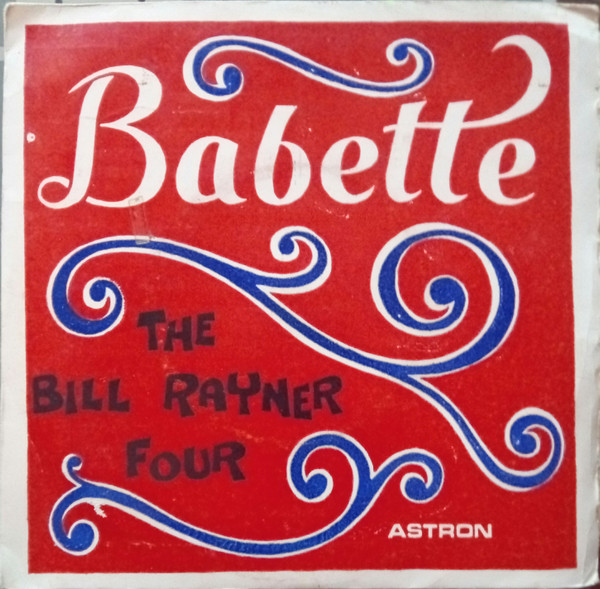 Babette
THE
BILL RAYNER
FOUR
ASTRON